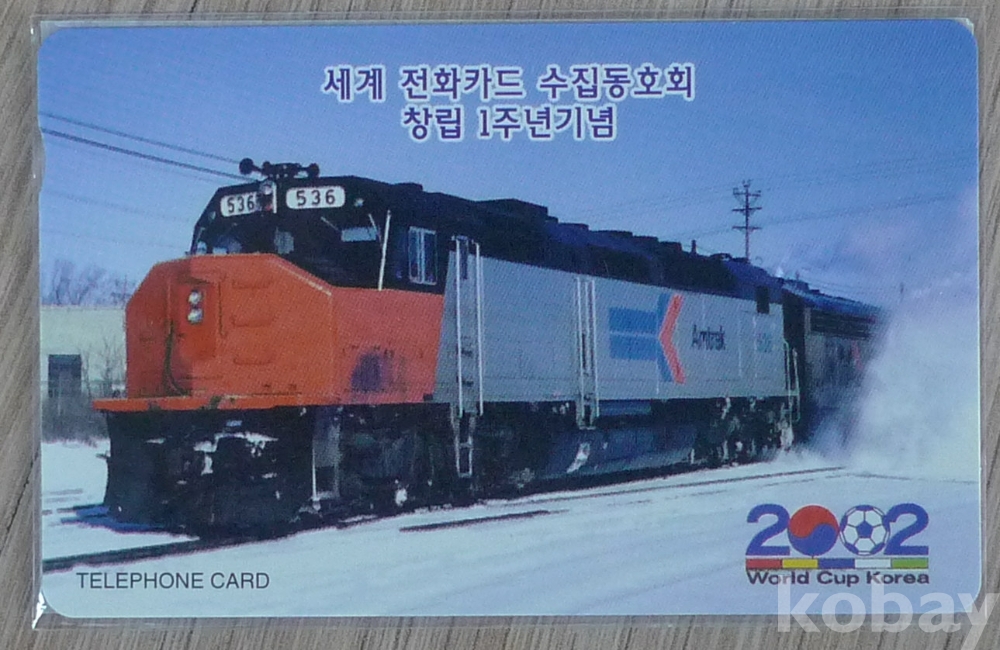 세계 전화카드 수집동호회
창립 1주년기념
536
536
Amtrak
TELEPHONE CARD
2002
World Cup Korea
kobay